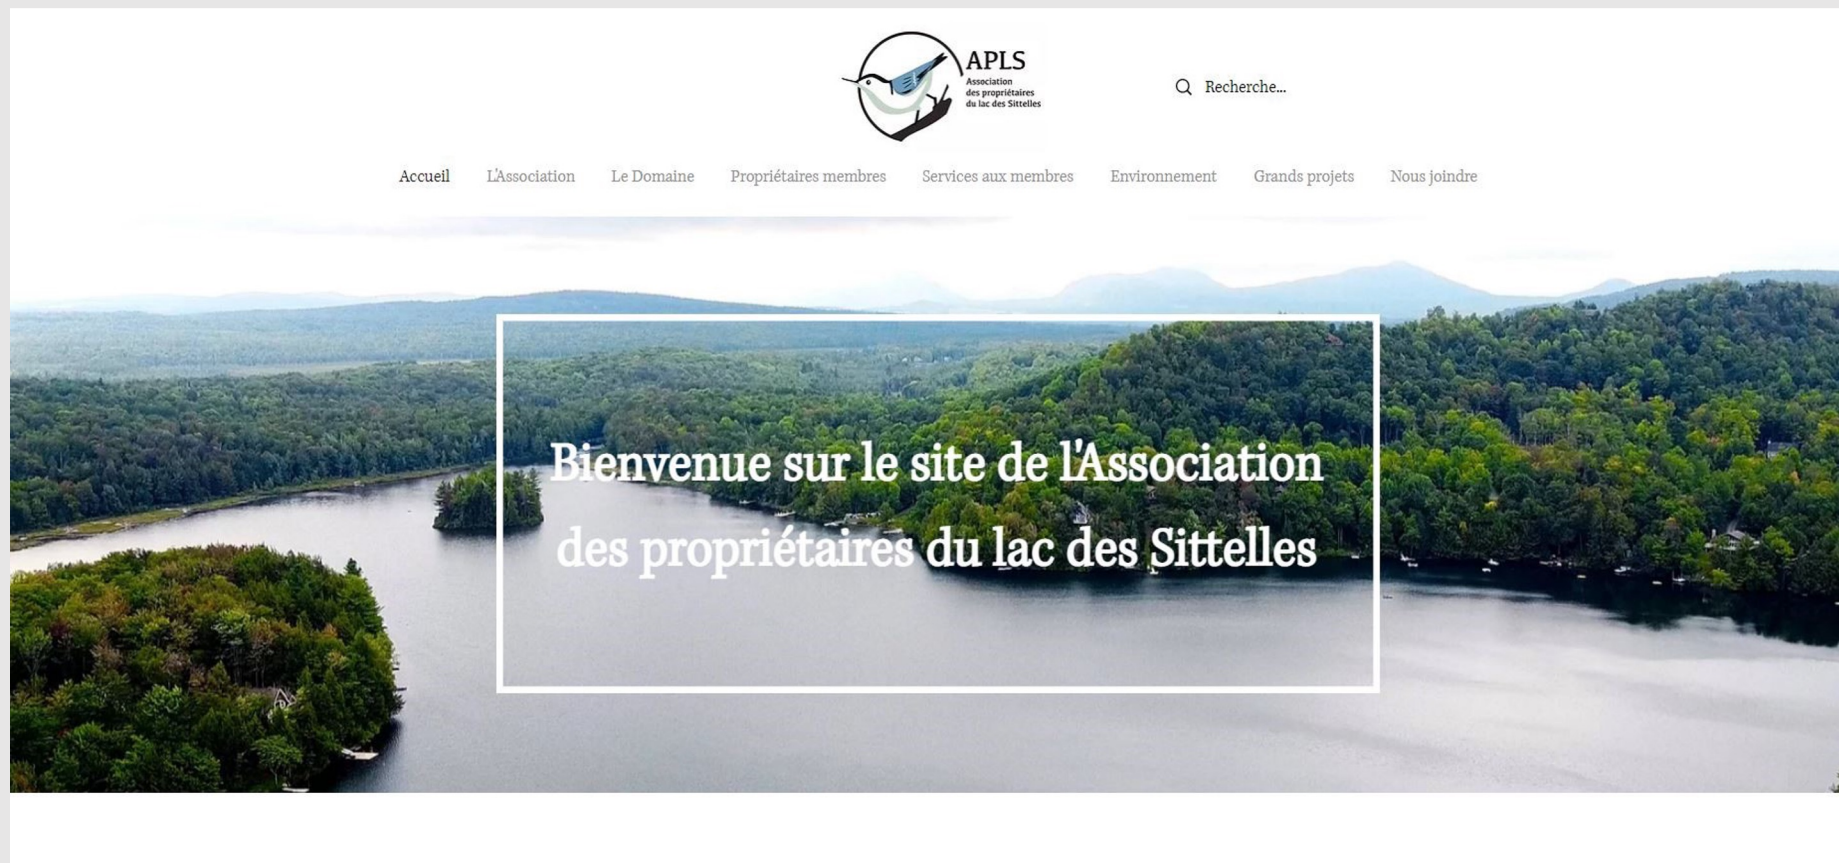 APLS
Association
des propriétaires
du lac des Sittelles
Recherche...
Accueil
L'Association
Le Domaine
Propriétaires membres
Services aux membres
Environnement
Grands projets
Nous joindre
Bienvenue sur le site de l'Association
des propriétaires du lac des Sittelles